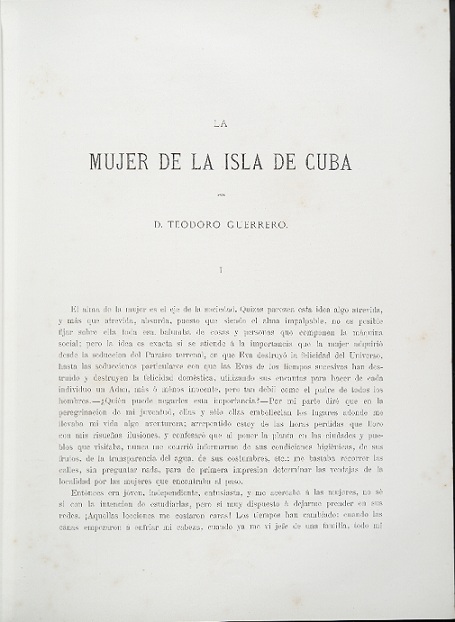 LA
MUJER DE LA ISLA DE CUBA
POR
D. TEODORO GUERRERO.
I
El alma de la mujer es el eje de la sociedad. Quizas parezca esta idea algo atrevida,
y más que atrevida, absurda, puesto que siendo el alma impalpable, no es posible
fijar sobre ella toda esa balumba de cosas y personas que componen la máquina
social; pero la idea es exacta si se atiende á la importancia que la mujer adquirió
desde la seduccion del Paraíso terrenal, en que Eva destruyó la felicidad del Universo,
hasta las seducciones particulares con que las Evas de los tiempos sucesivos han des-
truido y destruyen la felicidad doméstica, utilizando sus encantos para hacer de cada
individuo un Adan, más ó ménos inocente, pero tan débil como el padre de todos los
hombres.—¿Quién puede negarles esta importancia?—Por mi parte diré que en la
peregrinacion de mi juventud, ellas y sólo ellas embellecian los lugares adonde me
llevaba mi vida algo aventurera; arrepentido estoy de las horas perdidas que lloro
con mis risueñas ilusiones, y confesaré que al poner la planta en las ciudades y pue-
blos que visitaba, nunca me ocurrió informarme de sus condiciones higiénicas, de sus
frutos, de la trasparencia del agua, de sus costumbres, etc.; me bastaba recorrer las
calles, sin preguntar nada, para de primera impresion determinar las ventajas de la
localidad por las mujeres que encontraba al paso.
Entónces era jóven, independiente, entusiasta, y me acercaba á las mujeres, no sé
si con la intencion de estudiarlas, pero sí muy dispuesto á dejarme prender en sus
redes. ¡Aquellas lecciones me costaron caras! Los tiempos han cambiado: cuando las
canas empezaron á enfriar mi cabeza, cuando ya me vi jefe de una familia, todo mi